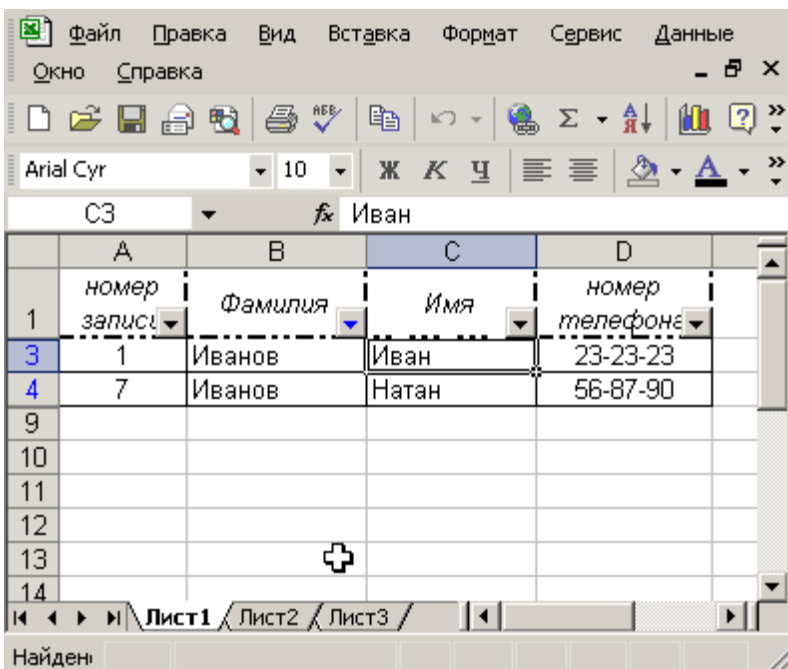 Файл Правка Вид Вставка Формат Сервис Данные
Окно Справка
Arial Cyr 10 Ж К Ч
C3 fx Иван
A B C D
1 номер записи Фамилия Имя номер телефона
3 1 Иванов Иван 23-23-23
4 7 Иванов Натан 56-87-90
9
10
11
12
13
14
Лист1 Лист2 Лист3
Найдено